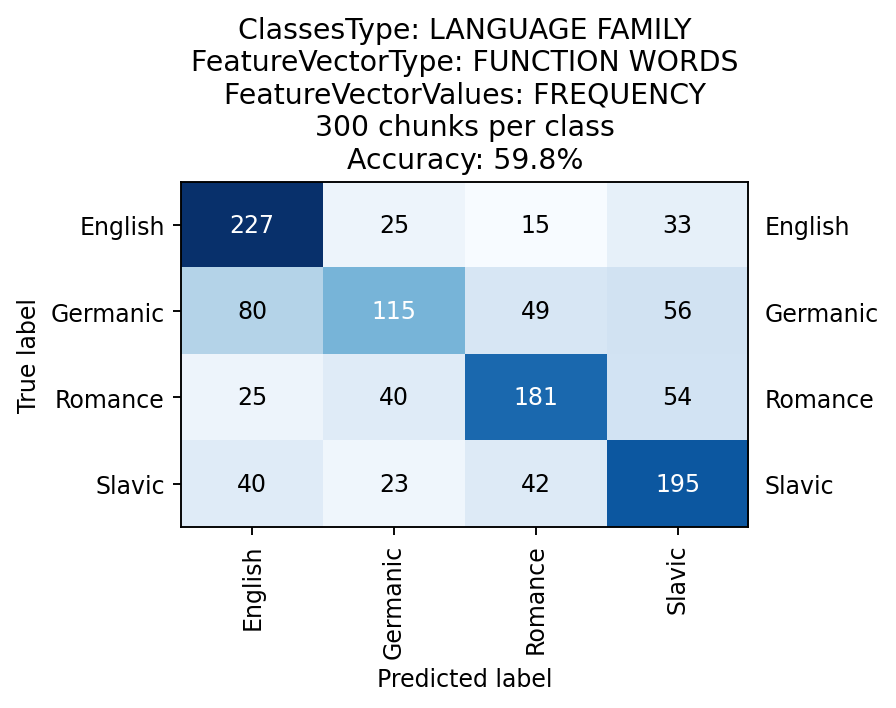 ClassesType: LANGUAGE FAMILY
FeatureVectorType: FUNCTION WORDS
FeatureVectorValues: FREQUENCY
300 chunks per class
Accuracy: 59.8%
English 227 25 15 33 English
Germanic 80 115 49 56 Germanic
Romance 25 40 181 54 Romance
Slavic 40 23 42 195 Slavic
True label
English Germanic Romance Slavic
Predicted label